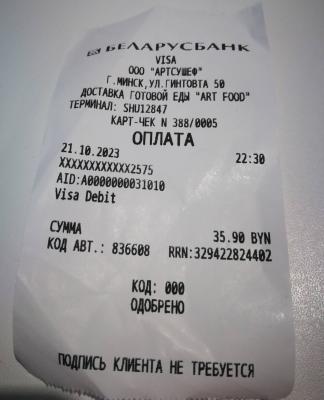 БЕЛАРУСБАНК
VISA
ООО "АРТСУШЕФ"
Г.МИНСК,УЛ.ГИНТОВТА 50
ДОСТАВКА ГОТОВОЙ ЕДЫ "ART FOOD"
ТЕРМИНАЛ: SHU12847
КАРТ-ЧЕК N 388/0005
ОПЛАТА
21.10.2023 22:30
XXXXXXXXXXXX2575
AID:A0000000031010
Visa Debit
СУММА 35.90 BYN
КОД АВТ.: 836608 RRN:329422824402
КОД: 000
ОДОБРЕНО
ПОДПИСЬ КЛИЕНТА НЕ ТРЕБУЕТСЯ